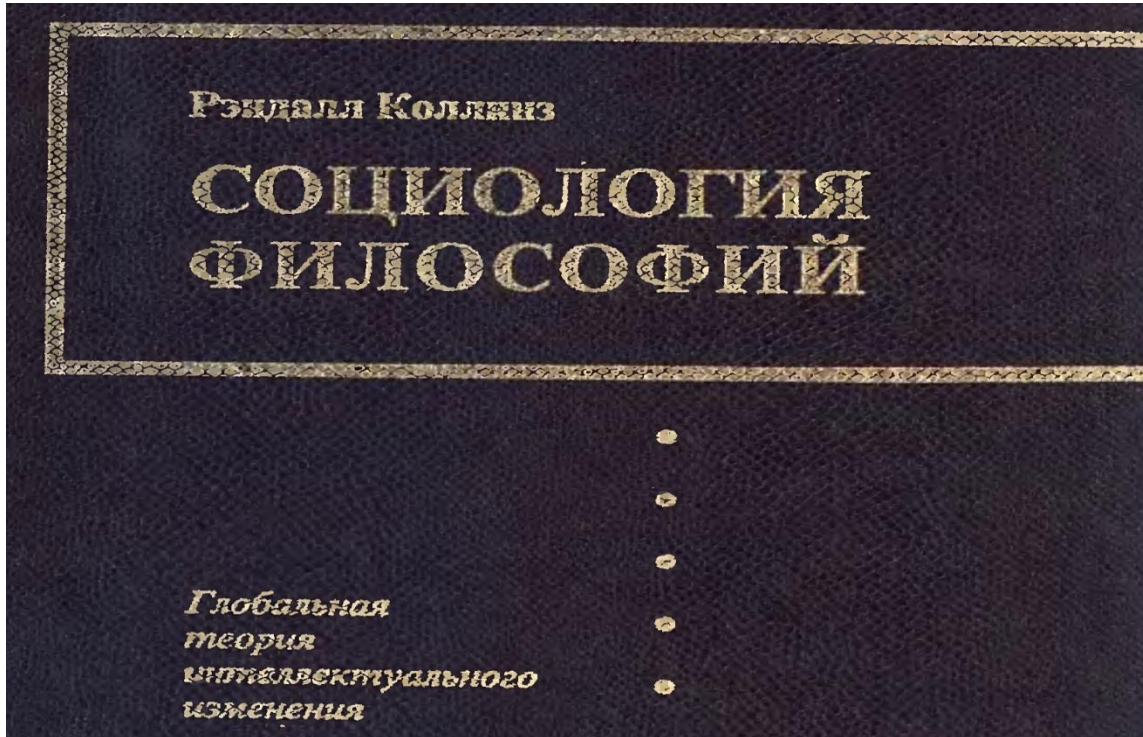 Рэндалл Коллинз
СОЦИОЛОГИЯ
ФИЛОСОФИЙ
Глобальная
теория
интеллектуального
изменения